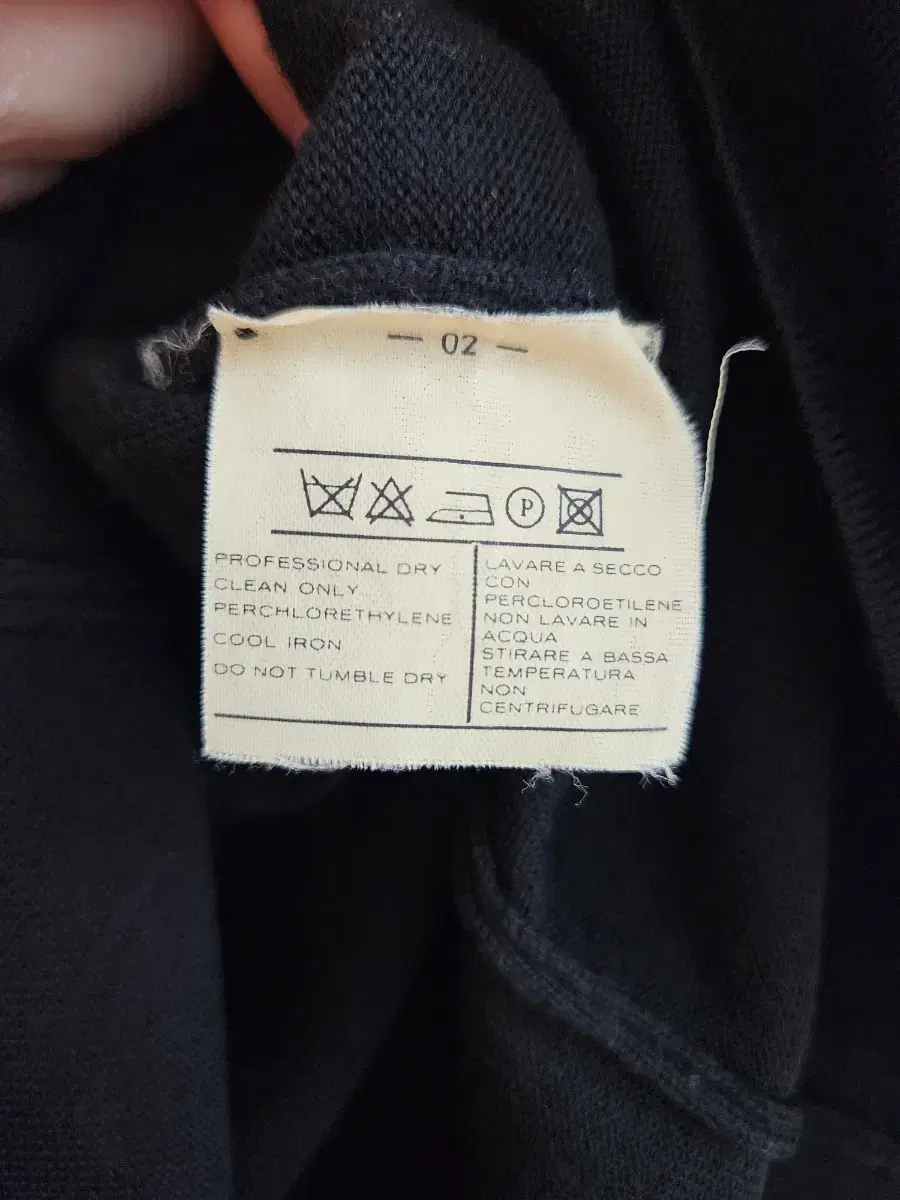 — 02 —
P
PROFESSIONAL DRY
CLEAN ONLY
PERCHLORETHYLENE
COOL IRON
DO NOT TUMBLE DRY
LAVARE A SECCO
CON
PERCLOROETILENE
NON LAVARE IN
ACQUA
STIRARE A BASSA
TEMPERATURA
NON
CENTRIFUGARE